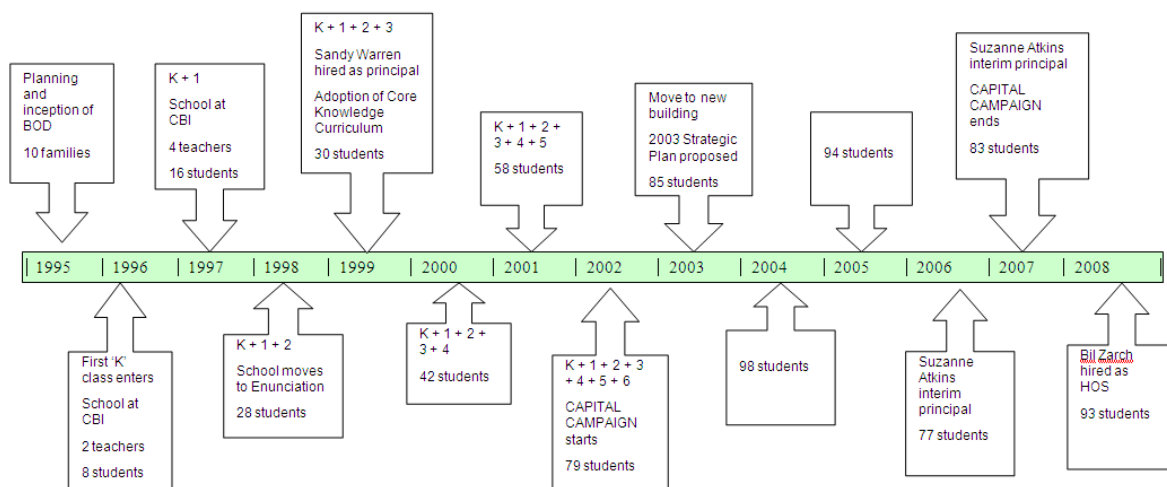 Planning
and
inception of
BOD
10 families
K + 1
School at
CBI
4 teachers
16 students
K + 1 + 2 + 3
Sandy Warren
hired as principal
Adoption of Core
Knowledge
Curriculum
30 students
K + 1 + 2 +
3 + 4 + 5
58 students
Move to new
building
2003 Strategic
Plan proposed
85 students
94 students
Suzanne Atkins
interim principal
CAPITAL
CAMPAIGN
ends
83 students
| 1995 | 1996 | 1997 | 1998 | 1999 | 2000 | 2001 | 2002 | 2003 | 2004 | 2005 | 2006 | 2007 | 2008 |
First ‘K’
class enters
School at
CBI
2 teachers
8 students
K + 1 + 2
School moves
to Enunciation
28 students
K + 1 + 2 +
3 + 4
42 students
K + 1 + 2 + 3
+ 4 + 5 + 6
CAPITAL
CAMPAIGN
starts
79 students
98 students
Suzanne
Atkins
interim
principal
77 students
Bil Zarch
hired as
HOS
93 students